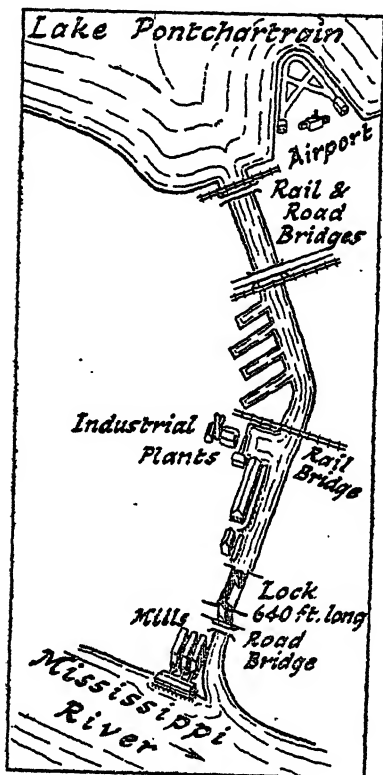 Lake Pontchartrain
Airport
Rail &
Road
Bridges
Industrial
Plants
Rail
Bridge
Lock
640 ft. long
Mills
Road
Bridge
Mississippi
River